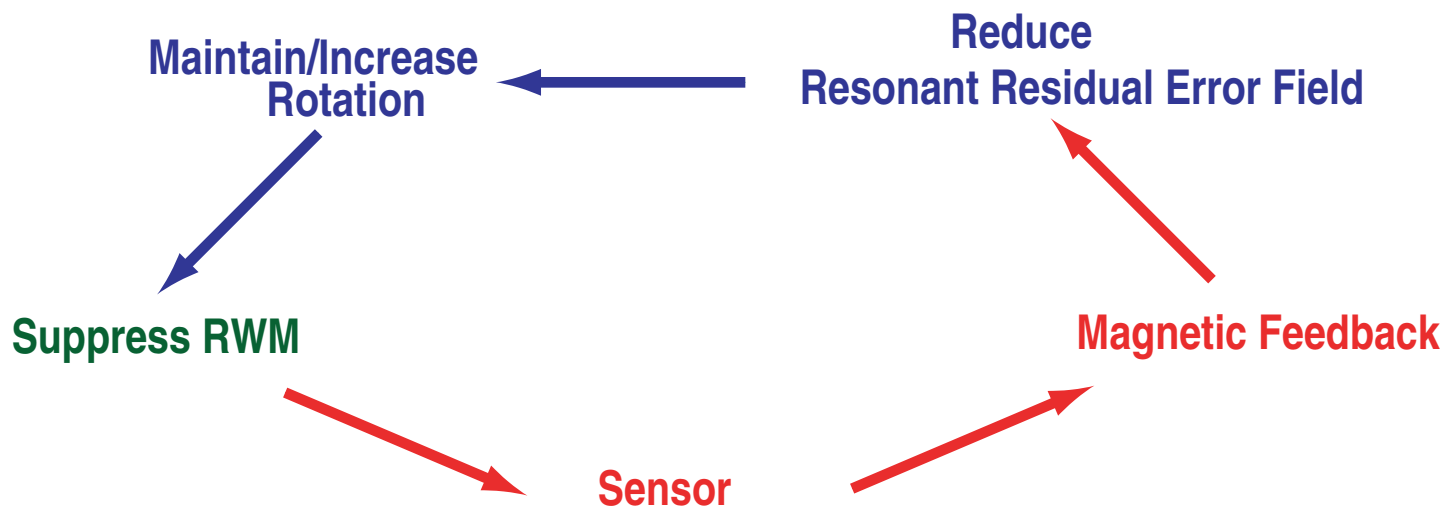 Reduce
Resonant Residual Error Field
Maintain/Increase
Rotation
Suppress RWM
Magnetic Feedback
Sensor